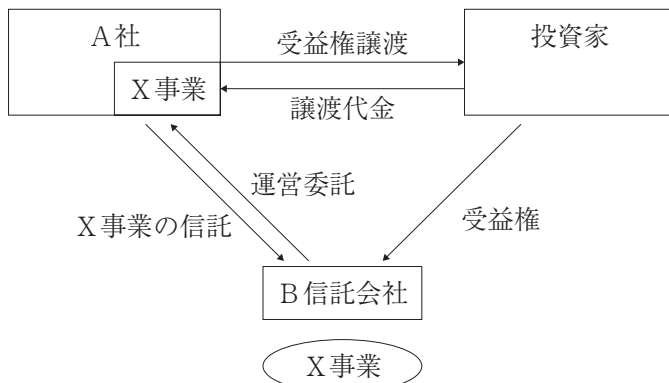 Ａ社
Ｘ事業
受益権譲渡
譲渡代金
投資家
運営委託
Ｘ事業の信託
受益権
Ｂ信託会社
Ｘ事業